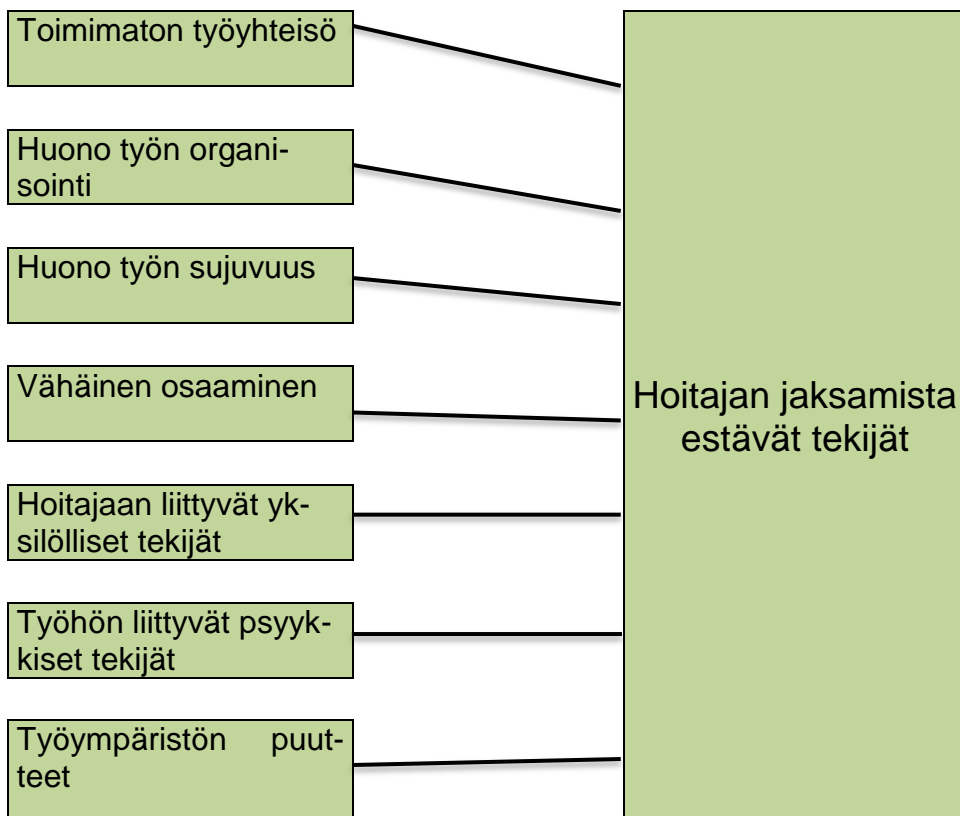 Toimimaton työyhteisö
Huono työn organi-
sointi
Huono työn sujuvuus
Vähäinen osaaminen
Hoitajaan liittyvät yk-
silölliset tekijät
Työhön liittyvät psyyk-
kiset tekijät
Työympäristön puut-
teet
Hoitajan jaksamista
estävät tekijät